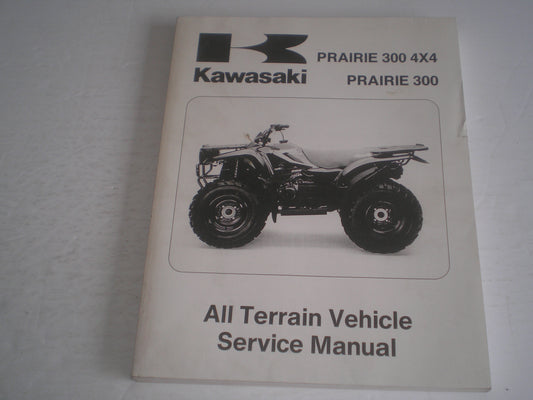 PRAIRIE 300 4X4
Kawasaki
PRAIRIE 300
All Terrain Vehicle
Service Manual